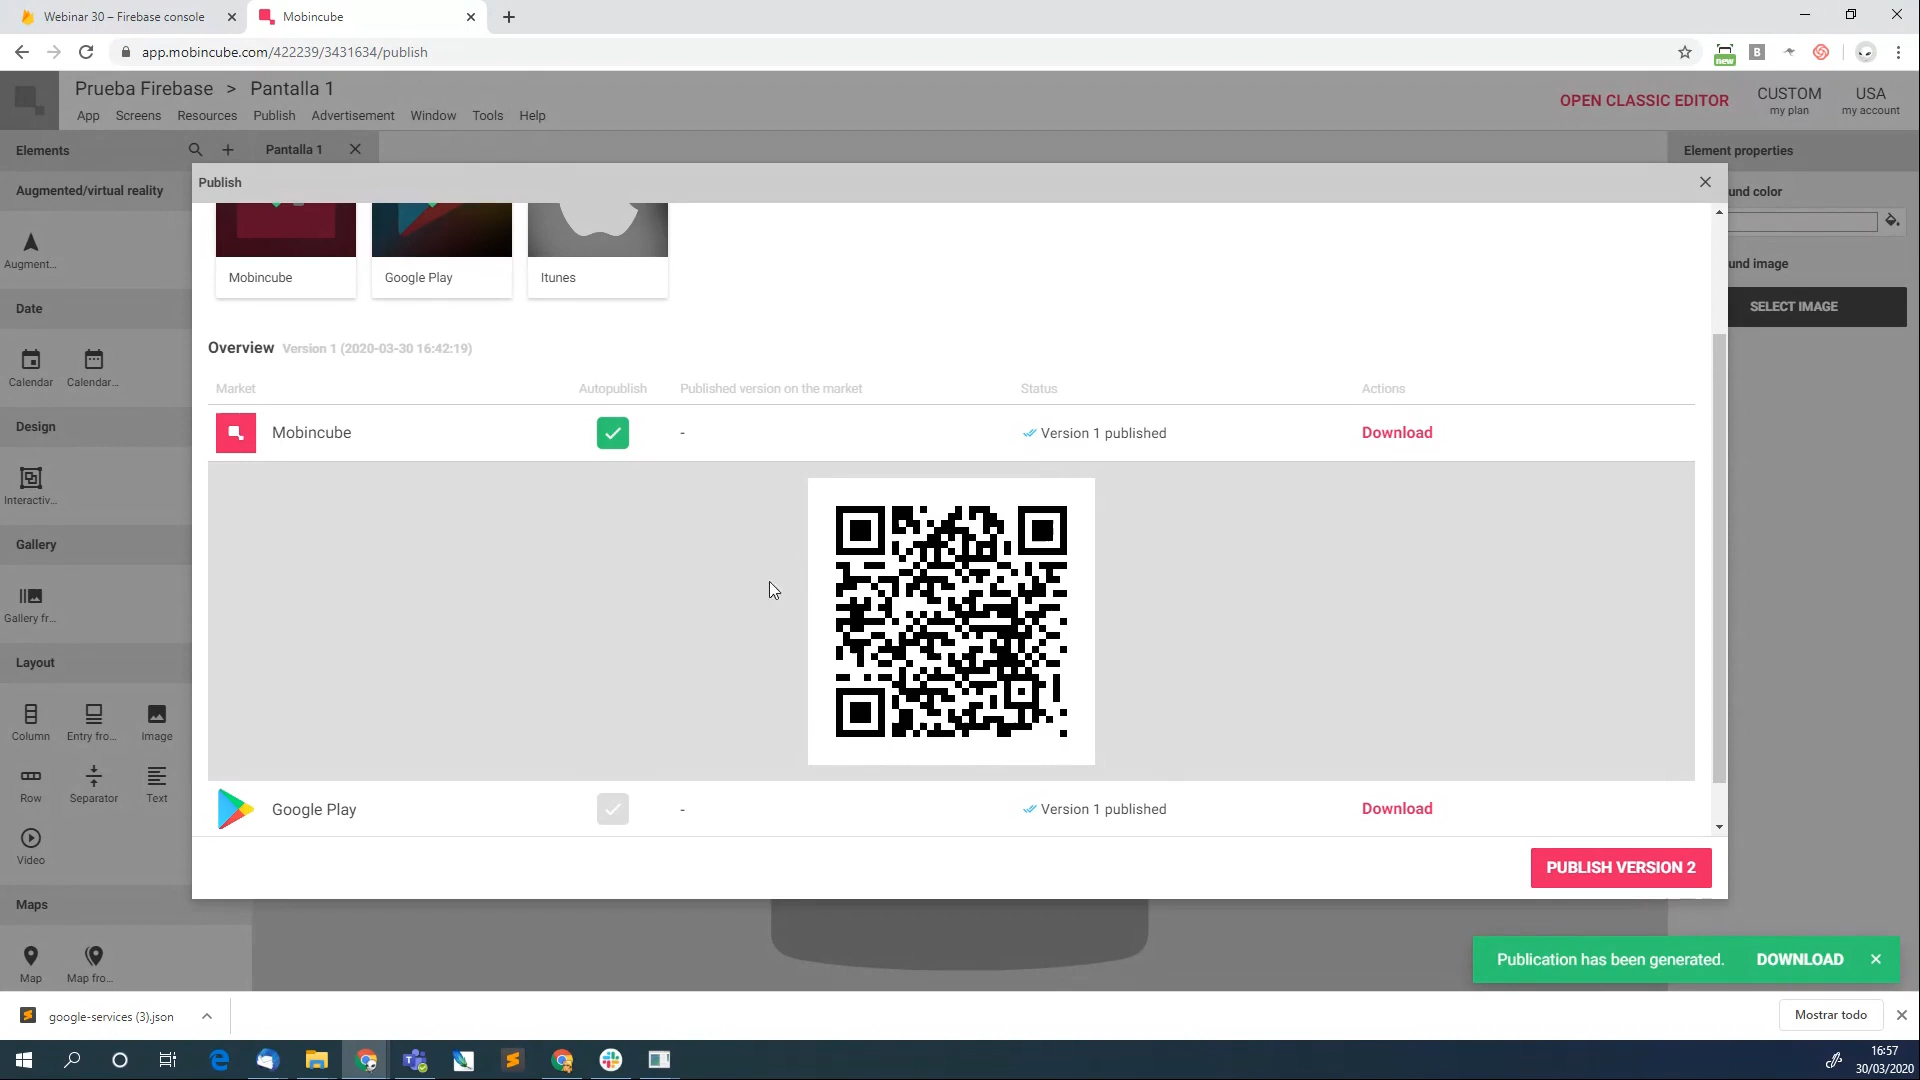 Webinar 30 – Firebase console
Mobincube
app.mobincube.com/422239/3431634/publish
new
B
Prueba Firebase > Pantalla 1
App Screens Resources Publish Advertisement Window Tools Help
OPEN CLASSIC EDITOR
CUSTOM
my plan
USA
my account
Elements
Pantalla 1
Element properties
Augmented/virtual reality
Augment...
Date
Calendar
Calendar...
Design
Interactiv...
Gallery
Gallery fr...
Layout
Column
Entry fro...
Image
Row
Separator
Text
Video
Maps
Map
Map fro...
Publish
Mobincube
Google Play
Itunes
Overview Version 1 (2020-03-30 16:42:19)
Market Autopublish Published version on the market Status Actions
Mobincube - Version 1 published Download
Google Play - Version 1 published Download
PUBLISH VERSION 2
und color
und image
SELECT IMAGE
Publication has been generated. DOWNLOAD
google-services (3).json
Mostrar todo
16:57
30/03/2020